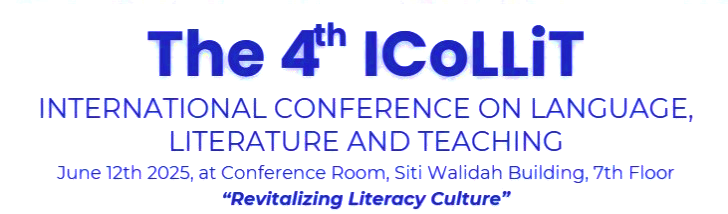 The 4th ICoLLiT
INTERNATIONAL CONFERENCE ON LANGUAGE,
LITERATURE AND TEACHING
June 12th 2025, at Conference Room, Siti Walidah Building, 7th Floor
“Revitalizing Literacy Culture”